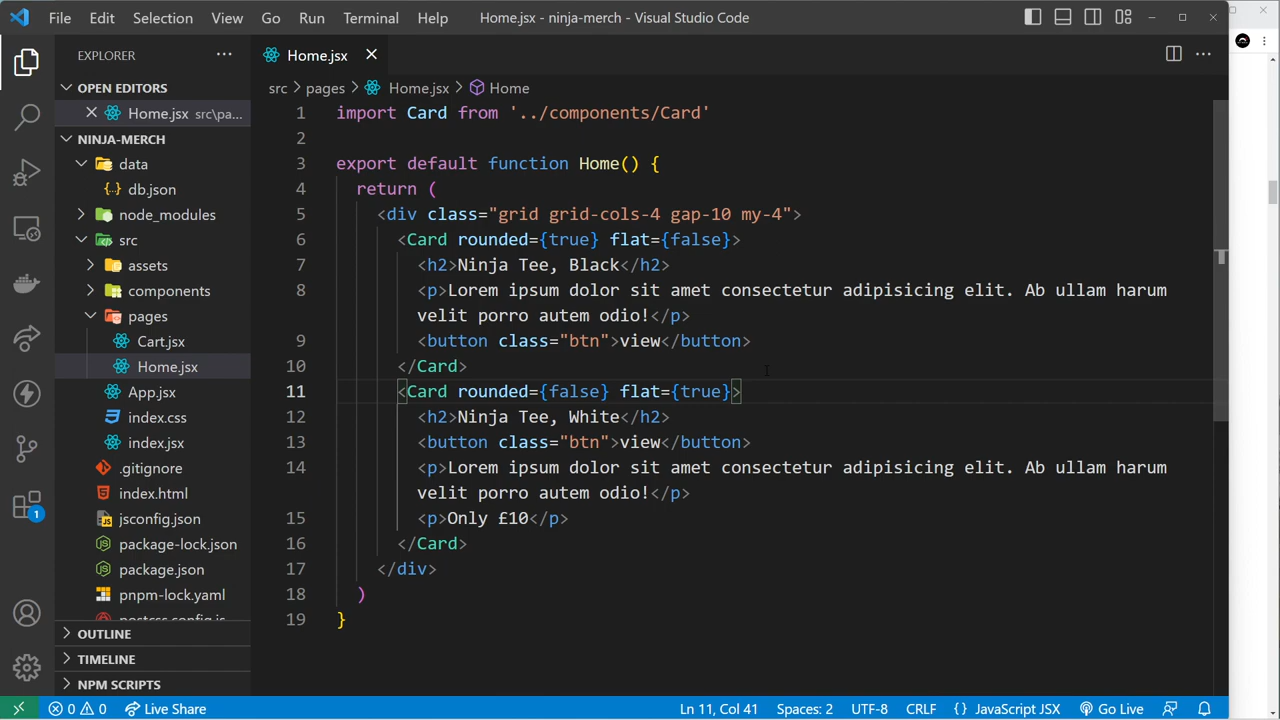 File Edit Selection View Go Run Terminal Help Home.jsx - ninja-merch - Visual Studio Code
EXPLORER
OPEN EDITORS
Home.jsx src\pa...
NINJA-MERCH
data
db.json
node_modules
src
assets
components
pages
Cart.jsx
Home.jsx
App.jsx
index.css
index.jsx
.gitignore
index.html
jsconfig.json
package-lock.json
package.json
pnpm-lock.yaml
postcss.config.js
OUTLINE
TIMELINE
NPM SCRIPTS
1
Home.jsx
src > pages > Home.jsx > Home
1 import Card from '../components/Card'
2
3 export default function Home() {
4 return (
5 <div class="grid grid-cols-4 gap-10 my-4">
6 <Card rounded={true} flat={false}>
7 <h2>Ninja Tee, Black</h2>
8 <p>Lorem ipsum dolor sit amet consectetur adipisicing elit. Ab ullam harum
velit porro autem odio!</p>
9 <button class="btn">view</button>
10 </Card>
11 <Card rounded={false} flat={true}>
12 <h2>Ninja Tee, White</h2>
13 <button class="btn">view</button>
14 <p>Lorem ipsum dolor sit amet consectetur adipisicing elit. Ab ullam harum
velit porro autem odio!</p>
15 <p>Only £10</p>
16 </Card>
17 </div>
18 )
19 }
0 0 Live Share Ln 11, Col 41 Spaces: 2 UTF-8 CRLF {} JavaScript JSX Go Live